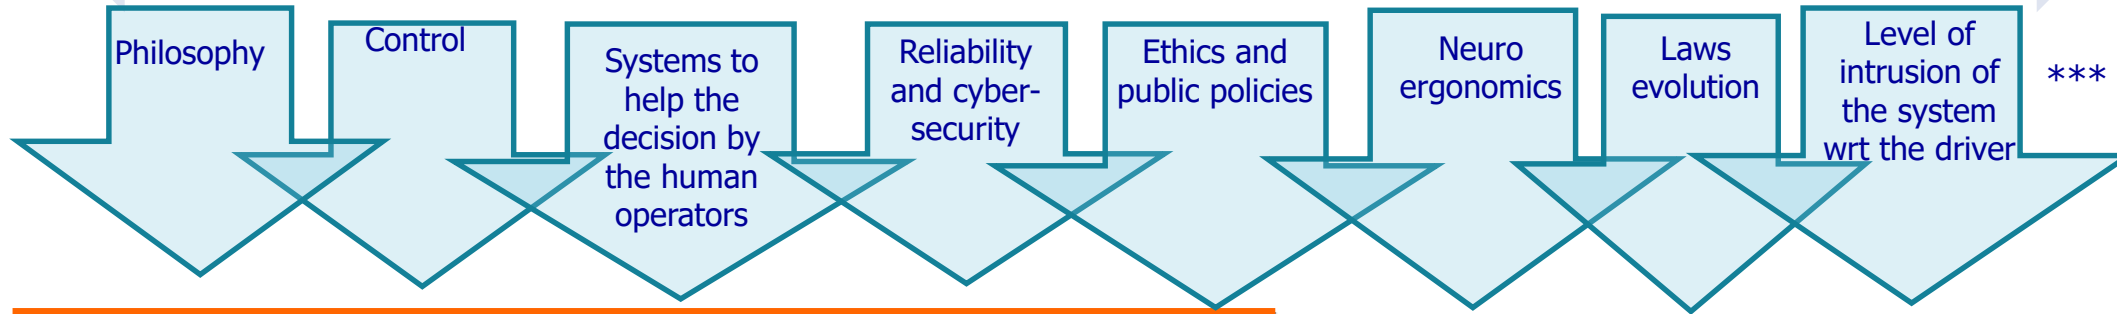 Philosophy
Control
Systems to
help the
decision by
the human
operators
Reliability
and cyber-
security
Ethics and
public policies
Neuro
ergonomics
Laws
evolution
Level of
intrusion of
the system
wrt the driver
***